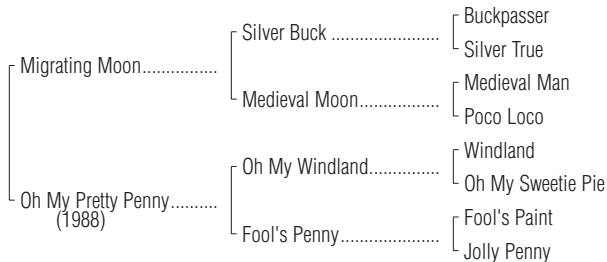 Buckpasser
Silver Buck ........................
Silver True
Migrating Moon................
Medieval Man
Medieval Moon..................
Poco Loco
Windland
Oh My Windland................
Oh My Sweetie Pie
Oh My Pretty Penny..........
(1988)
Fool's Paint
Fool's Penny......................
Jolly Penny